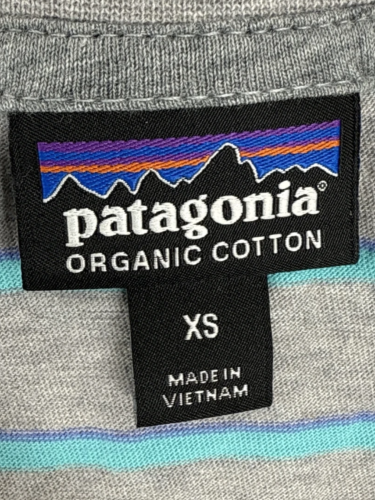 patagonia®
ORGANIC COTTON
XS
MADE IN
VIETNAM